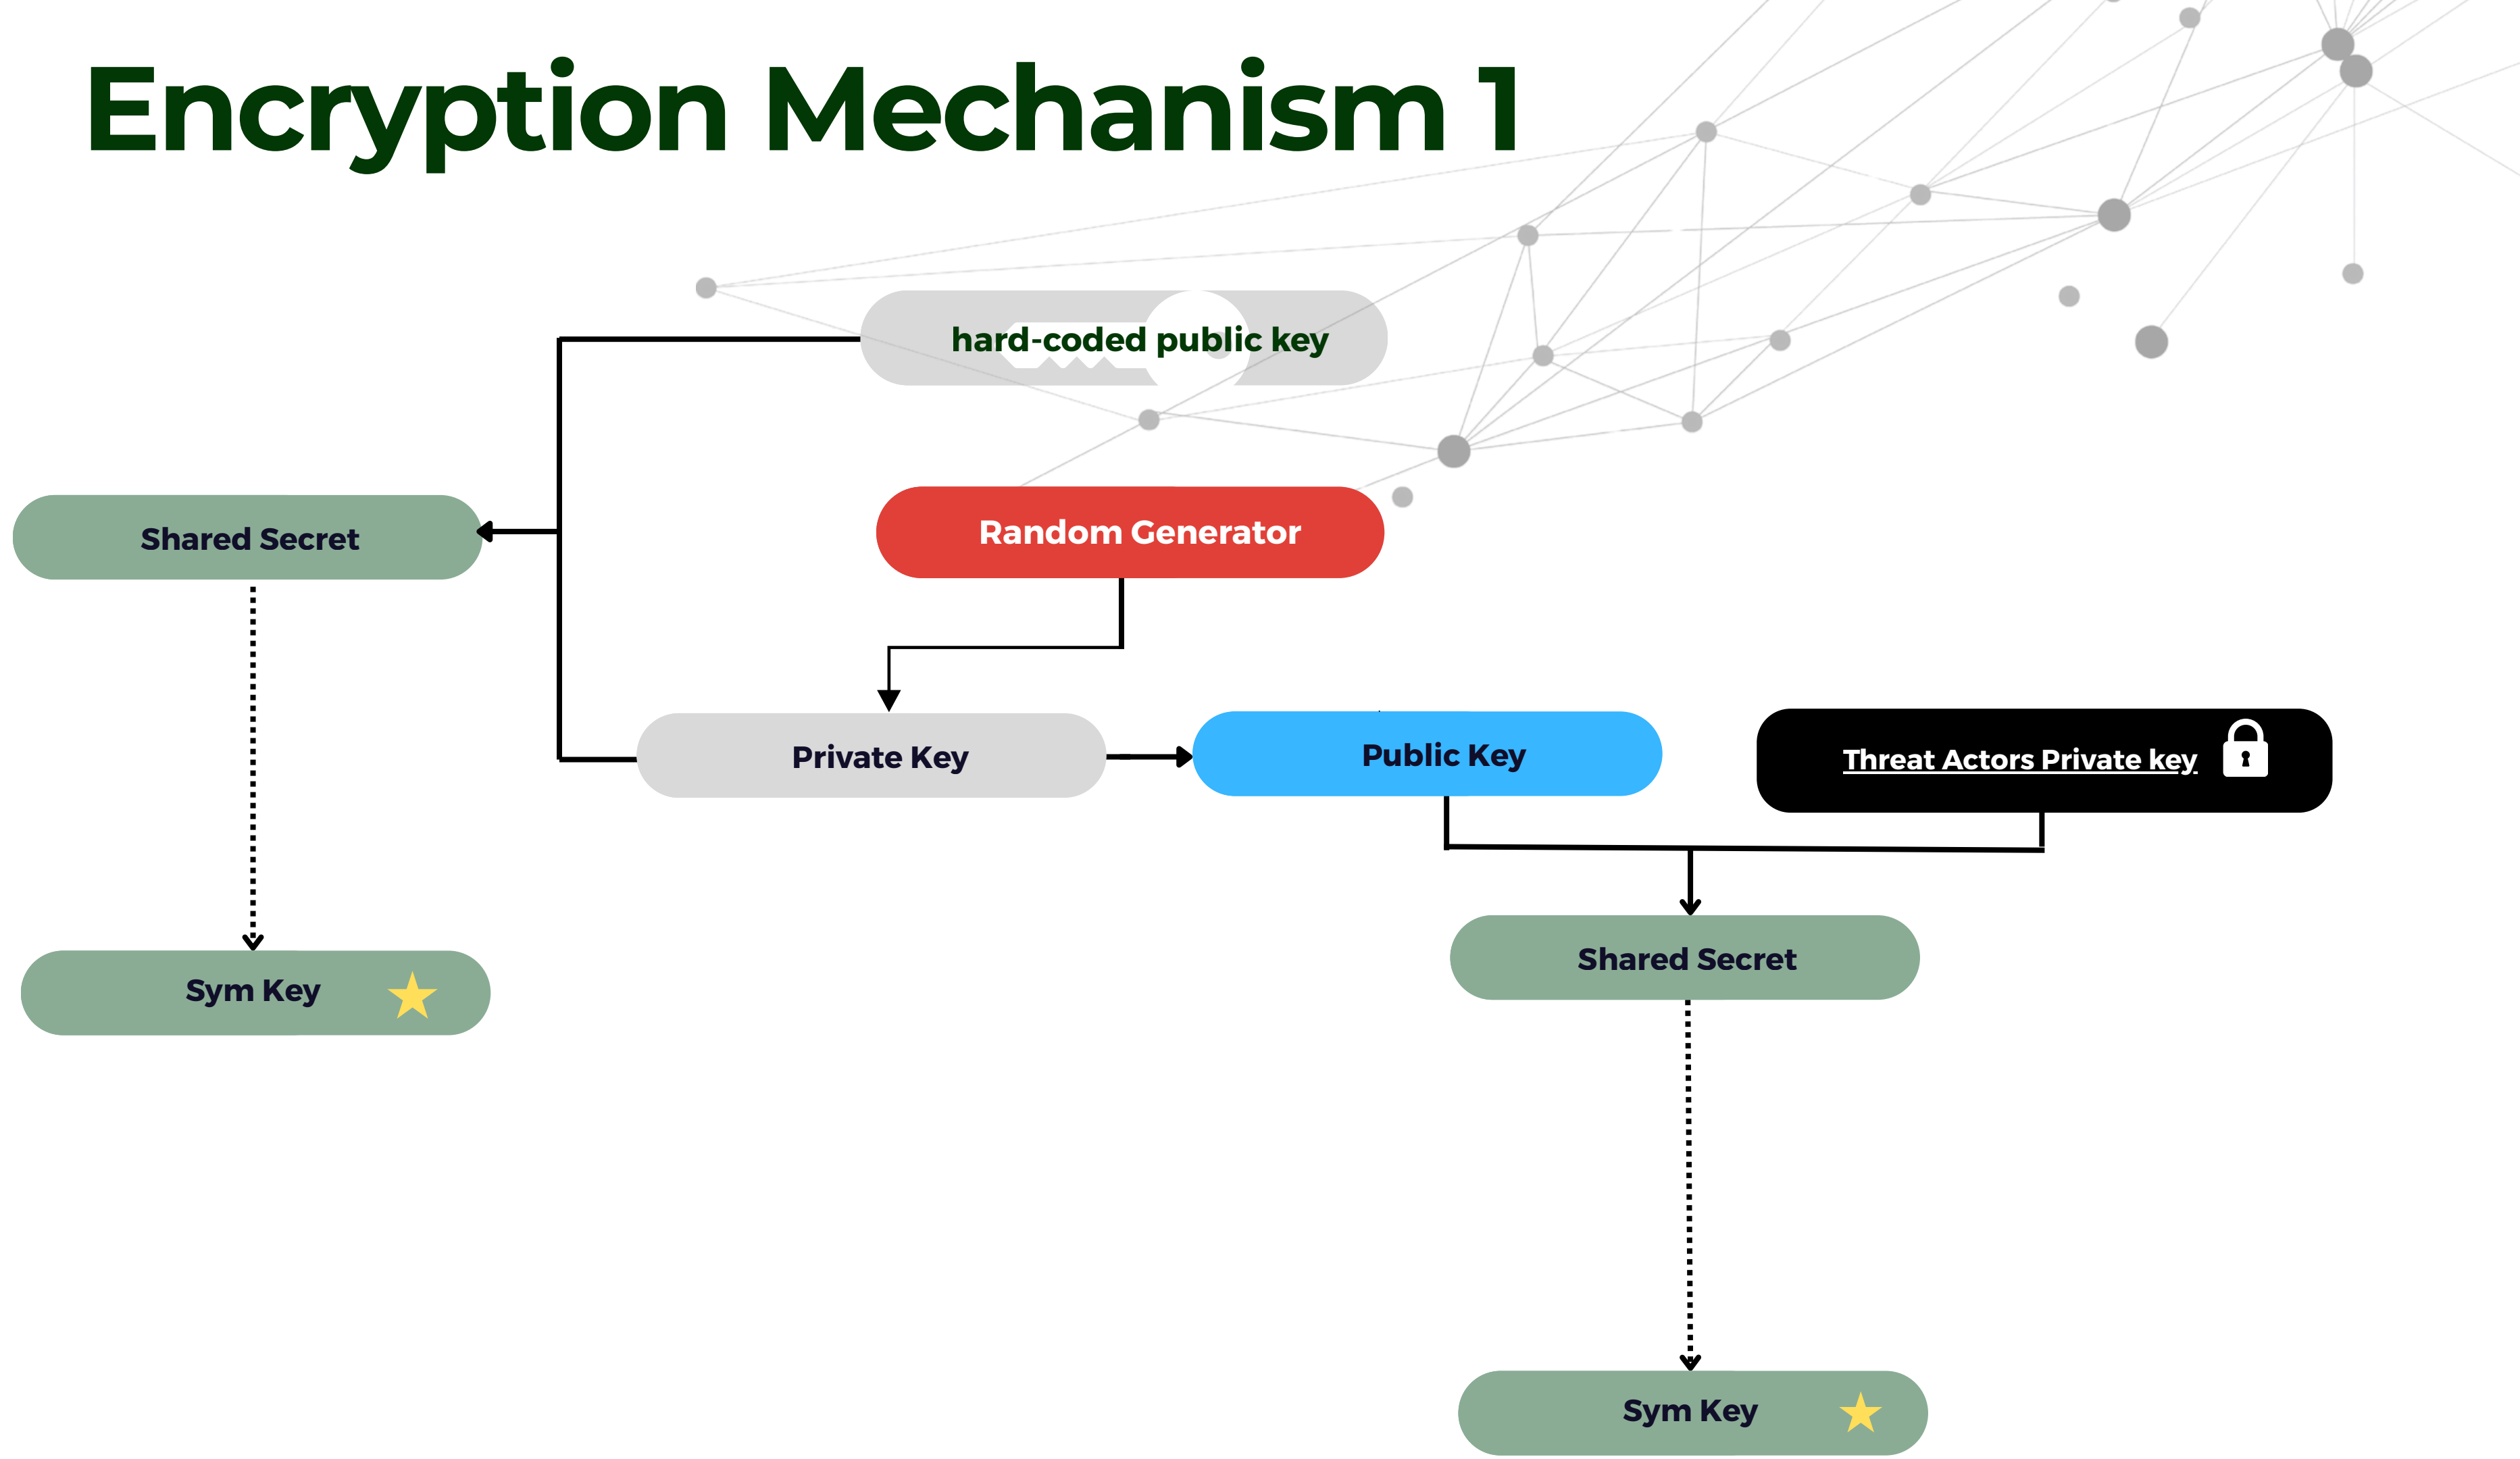 Encryption Mechanism 1
hard-coded public key
Shared Secret
Random Generator
Private Key
Public Key
Threat Actors Private key
Shared Secret
Sym Key
Sym Key